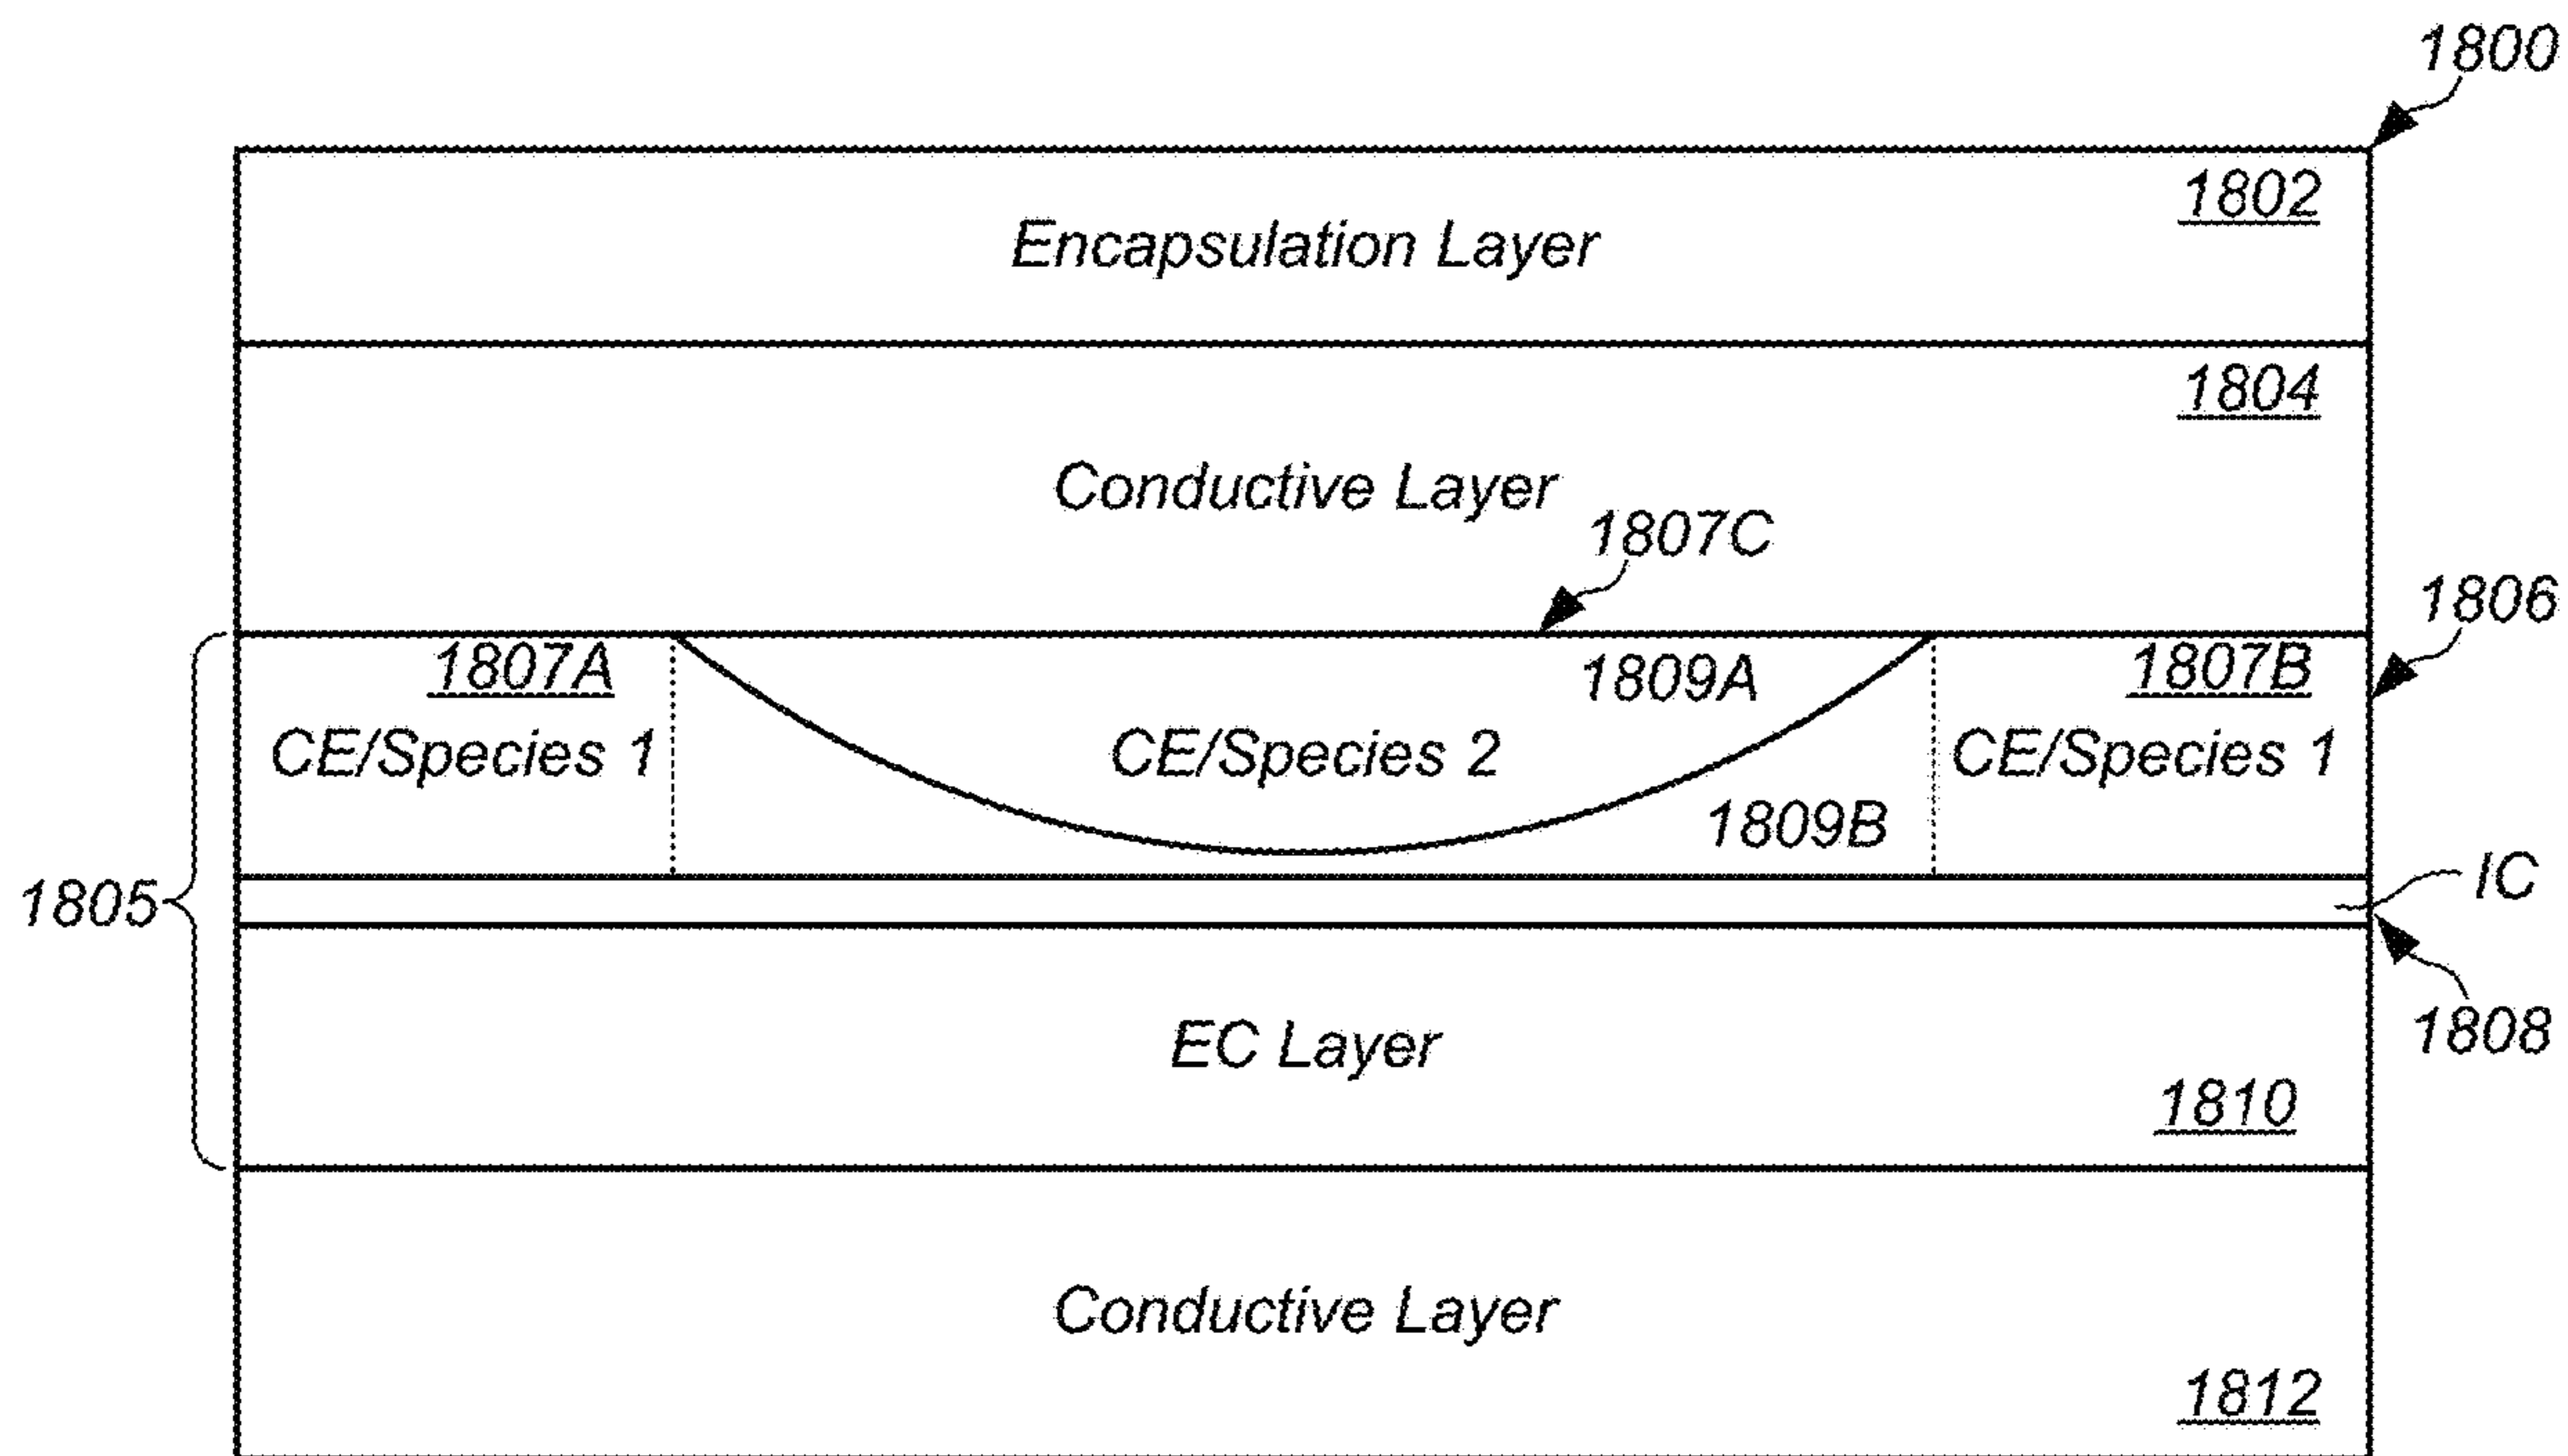 1800
1802
Encapsulation Layer
1804
Conductive Layer
1807C
1806
1807A
1809A
1807B
CE/Species 1
CE/Species 2
CE/Species 1
1809B
1805
IC
EC Layer
1808
1810
Conductive Layer
1812